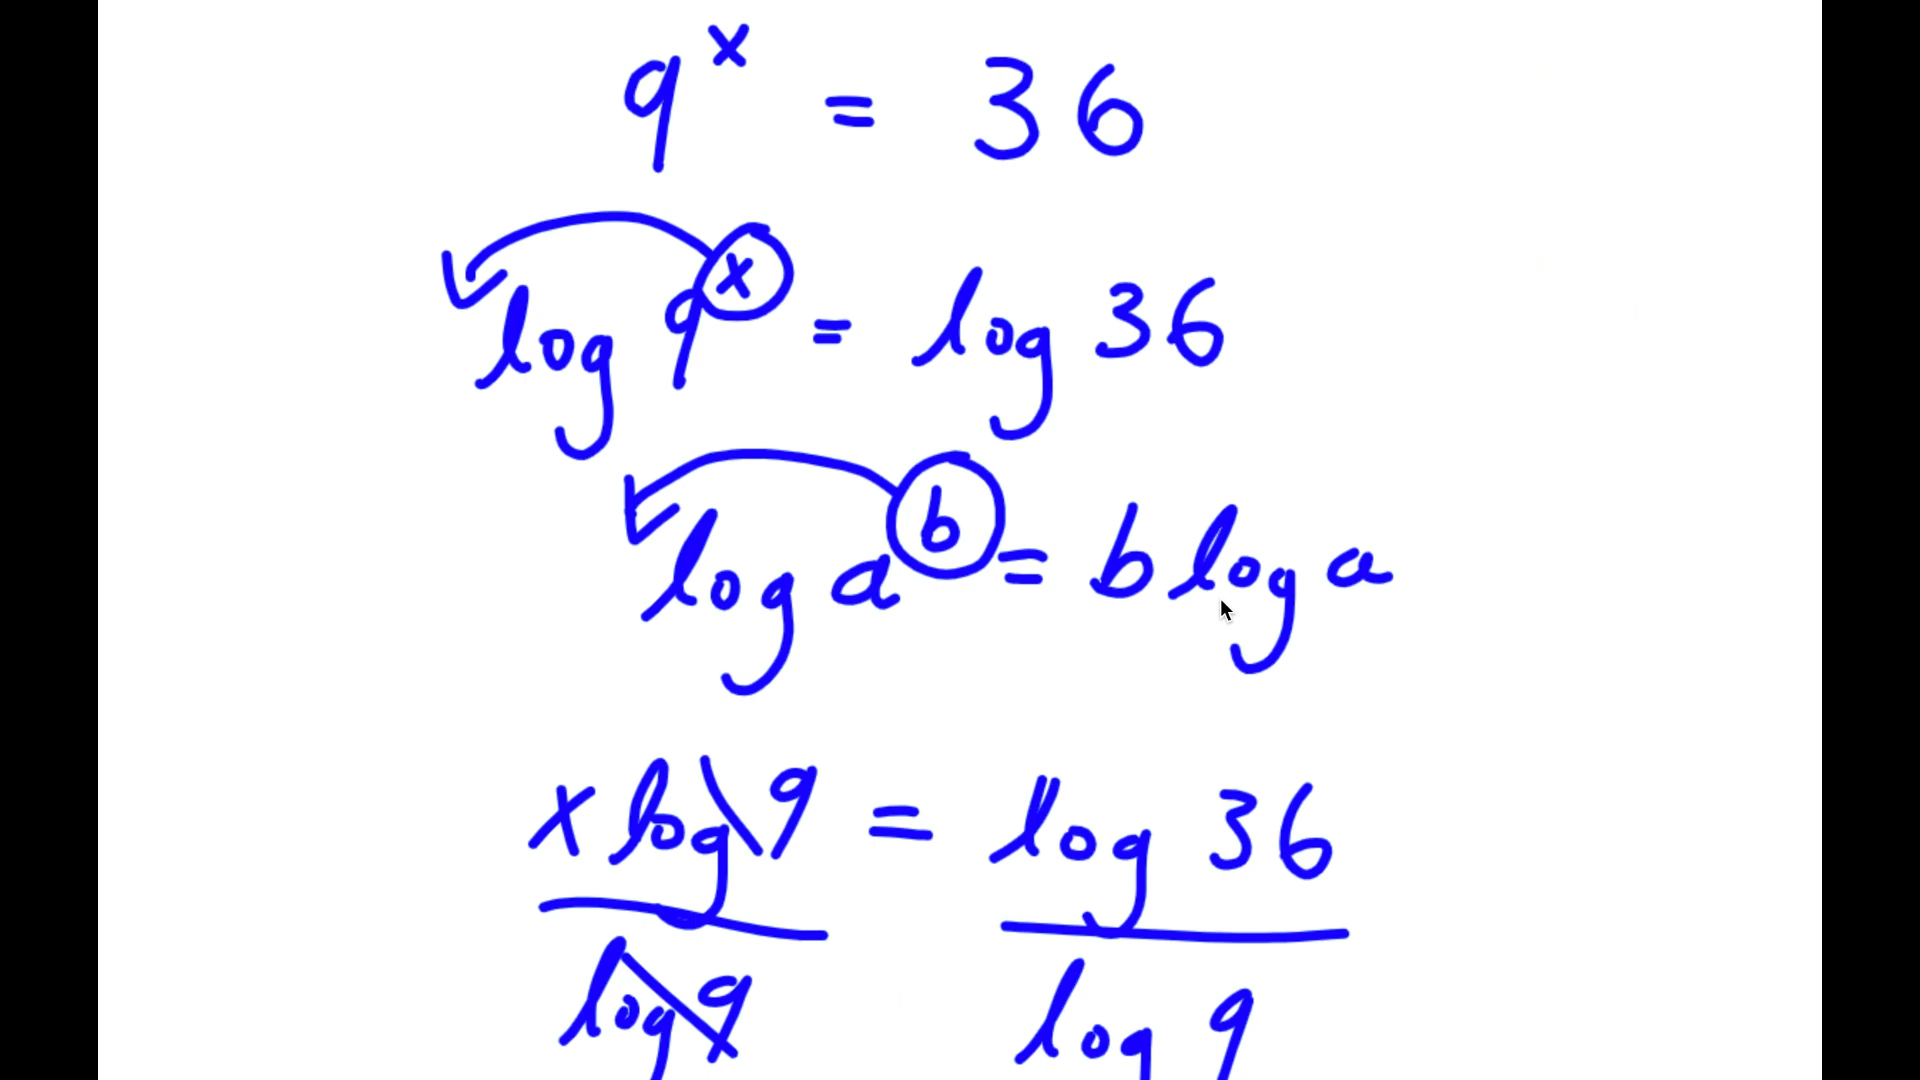 9^x = 36
log 9^x = log 36
log a^b = b log a
x log 9 = log 36
log 9 log 9